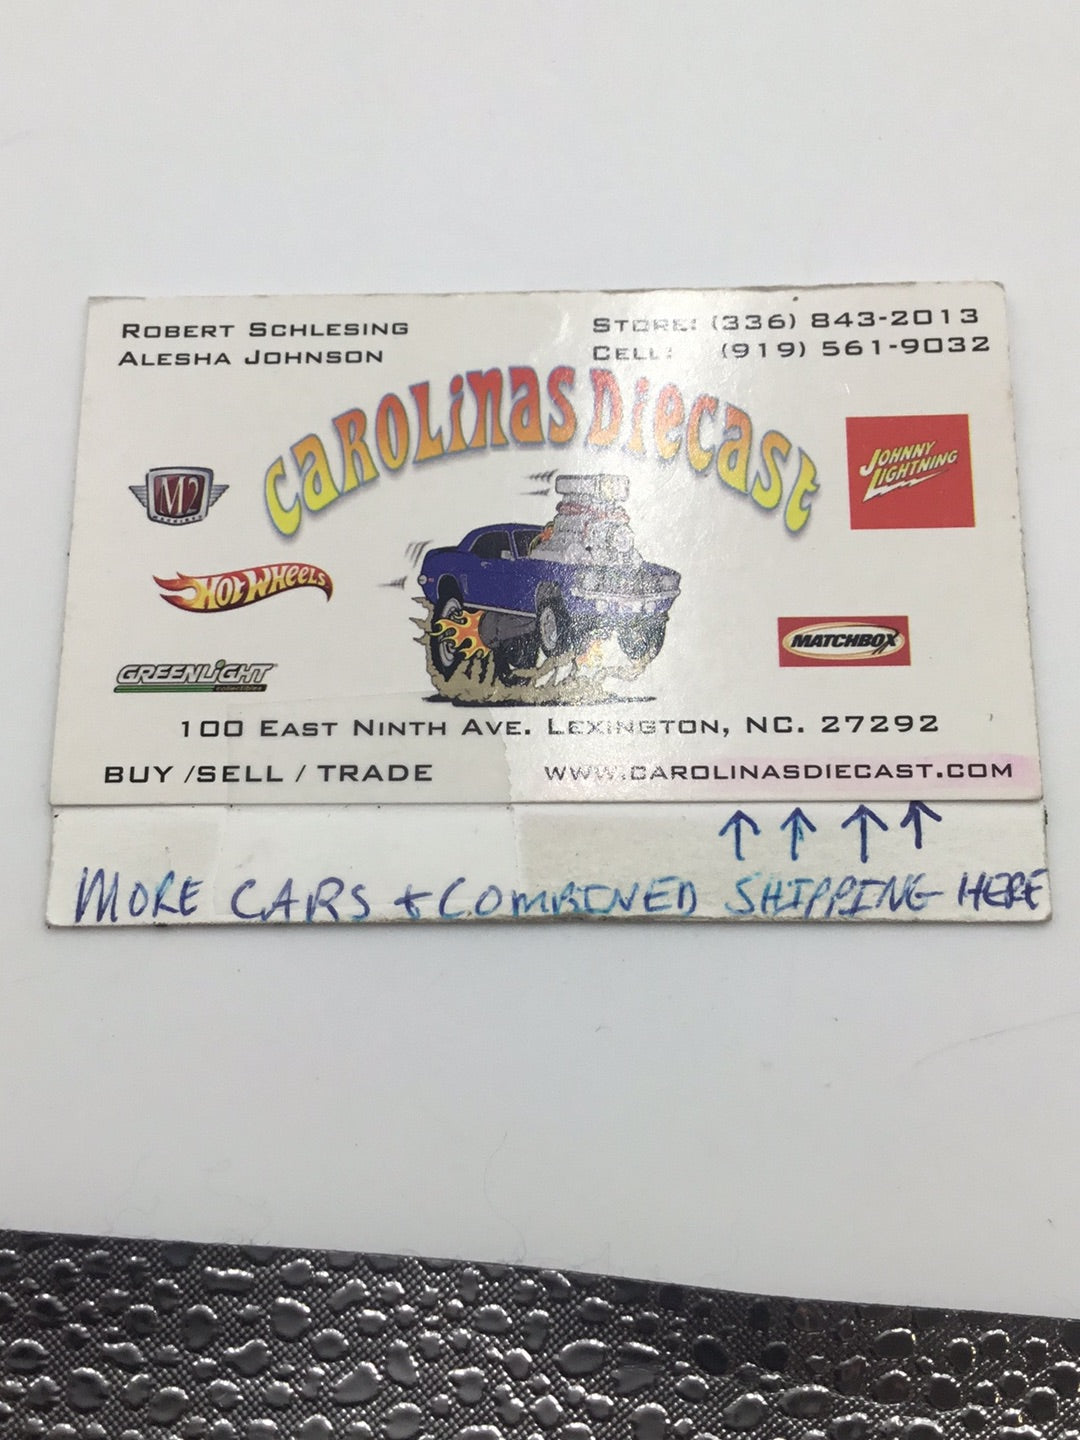 ROBERT SCHLESING
ALESHA JOHNSON
STORE: (336) 843-2013
CELL: (919) 561-9032
CAROLINAS DIECAST
M2
MACHINES
JOHNNY
LIGHTNING
HOT WHEELS
MATCHBOX
GREENLIGHT
collectibles
100 EAST NINTH AVE. LEXINGTON, NC. 27292
BUY /SELL / TRADE
WWW.CAROLINASDIECAST.COM
MORE CARS + COMBINED SHIPPING HERE